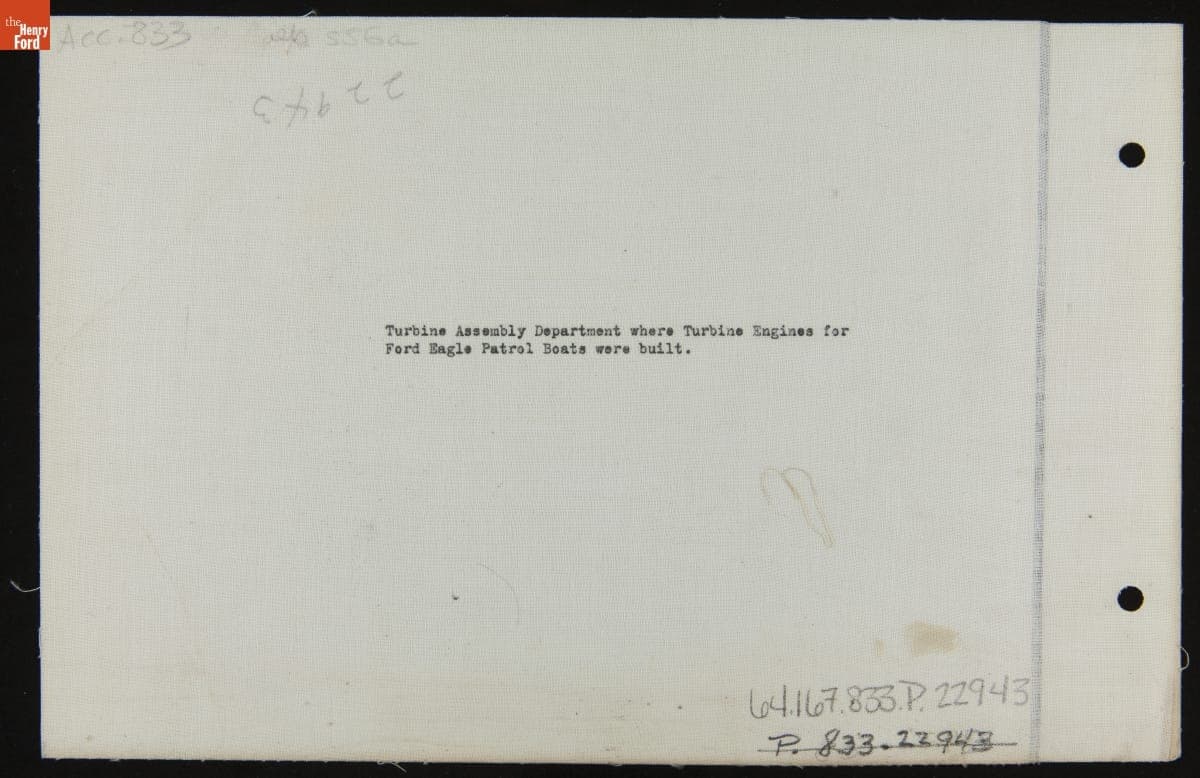 the
Henry
Ford
Acc. 833 556a
22943
Turbine Assembly Department where Turbine Engines for
Ford Eagle Patrol Boats were built.
64.167.833.P.22943
P. 833.22943